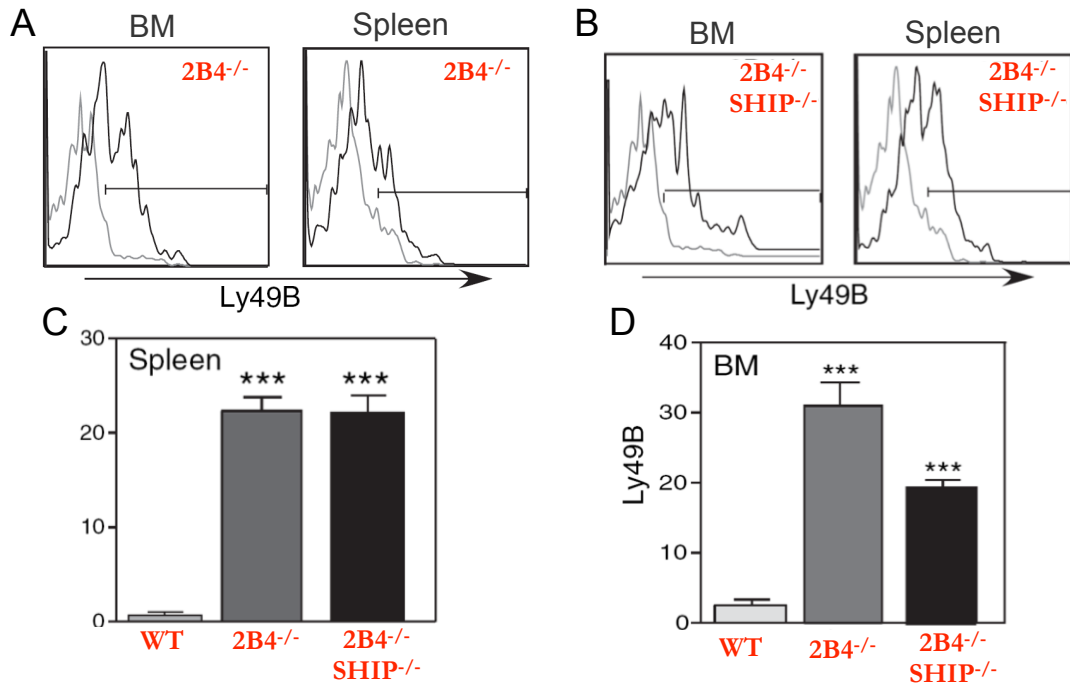 A
BM
2B4-/-
Spleen
2B4-/-
Ly49B
B
BM
2B4-/-
SHIP-/-
Spleen
2B4-/-
SHIP-/-
Ly49B
C
Spleen
30
20
10
0
***
***
WT
2B4-/-
2B4-/-
SHIP-/-
D
BM
Ly49B
40
30
20
10
0
***
***
WT
2B4-/-
2B4-/-
SHIP-/-